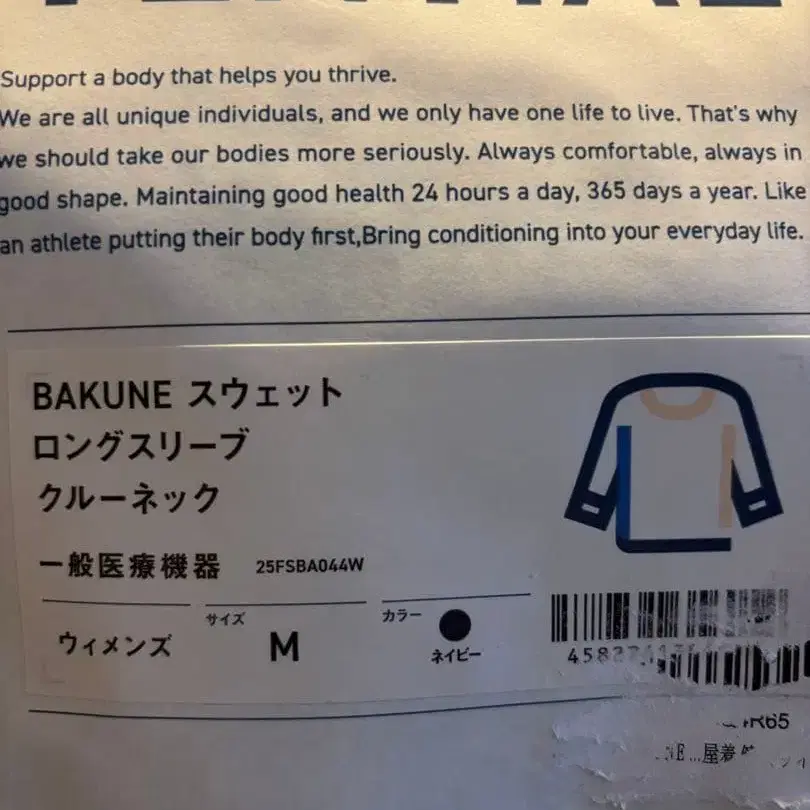 Support a body that helps you thrive.
We are all unique individuals, and we only have one life to live. That's why
we should take our bodies more seriously. Always comfortable, always in
good shape. Maintaining good health 24 hours a day, 365 days a year. Like
an athlete putting their body first,Bring conditioning into your everyday life.
BAKUNE スウェット
ロングスリーブ
クルーネック
一般医療機器 25FSBA044W
ウィメンズ
サイズ
M
カラー
ネイビー
屋着